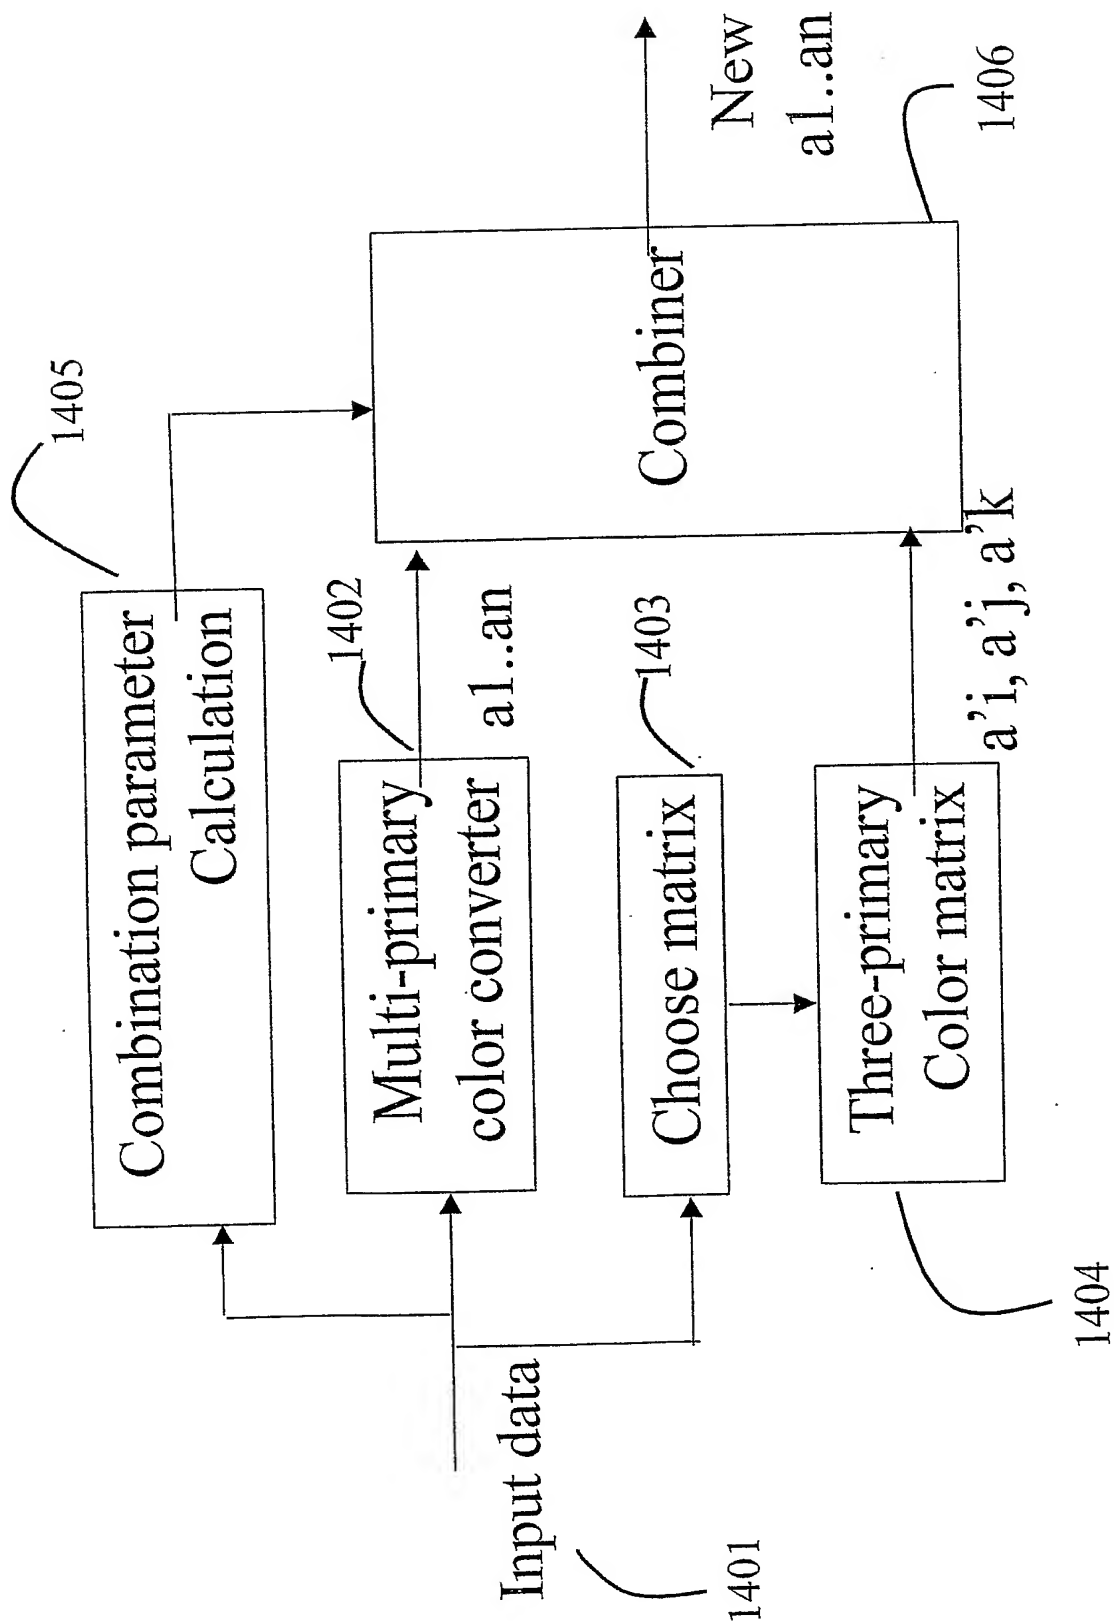 1405
Combination parameter
Calculation
1402
Multi-primary
color converter
a1..an
Input data
1401
1403
Choose matrix
Three-primary
Color matrix
1404
a'i, a'j, a'k
Combiner
New
a1..an
1406